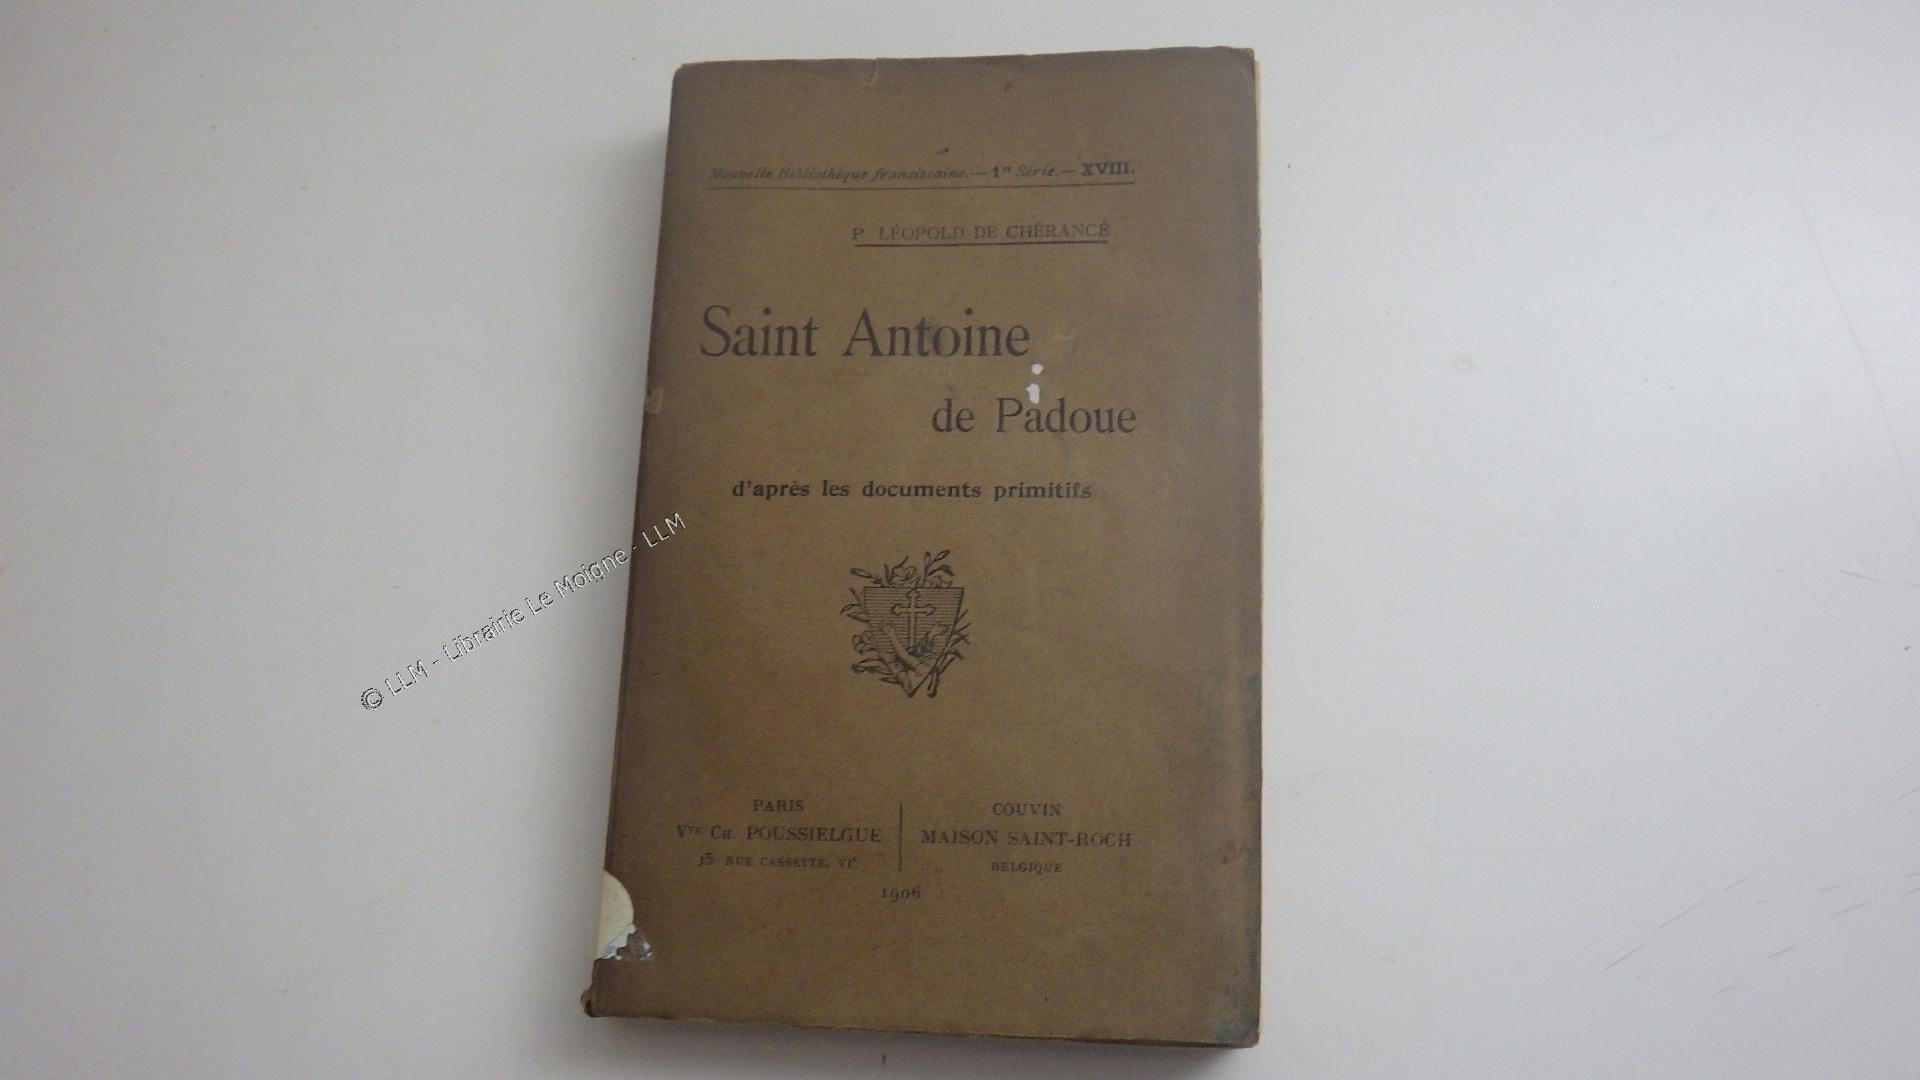 Nouvelle Bibliothèque franciscaine.—1re Série.—XVIII.
P. LÉOPOLD DE CHÉRANCÉ
Saint Antoine
de Padoue
d'après les documents primitifs
PARIS
Vve CH. POUSSIELGUE
15 RUE CASSETTE, VIe
COUVIN
MAISON SAINT-ROCH
BELGIQUE
1906
© LLM - Librairie Le Moigne - LLM